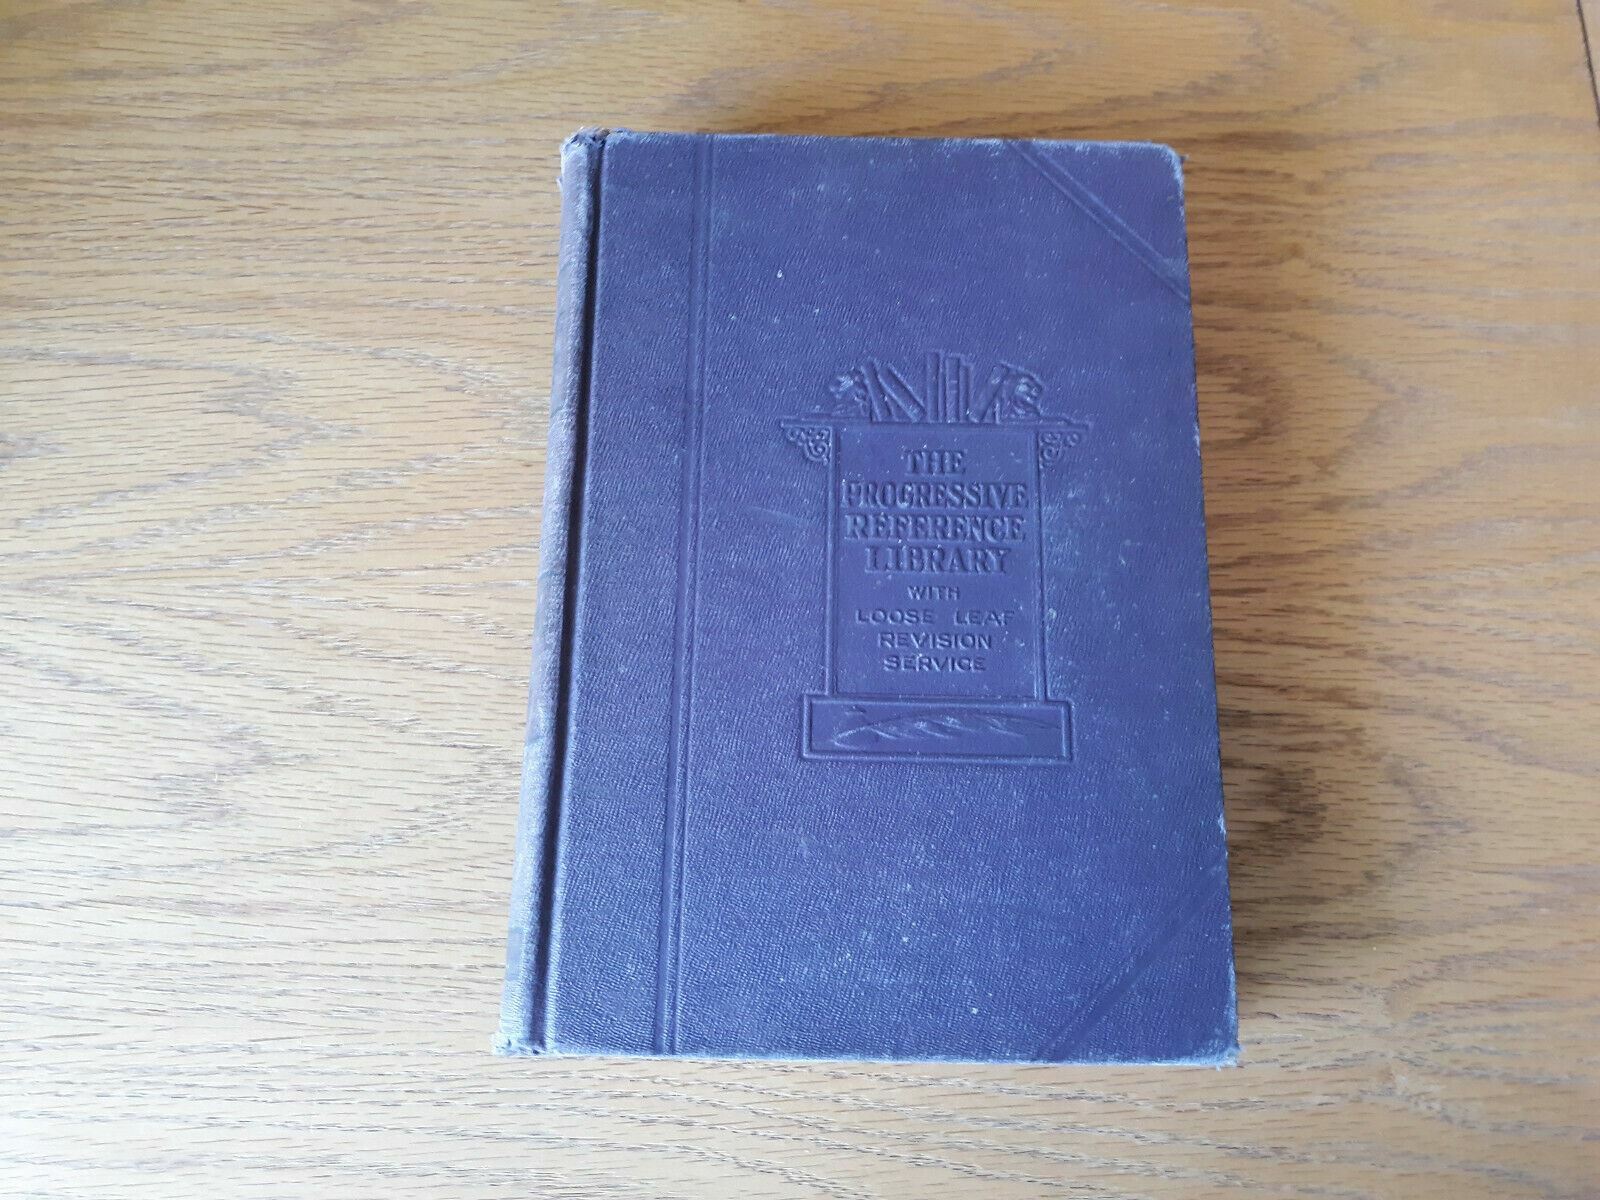 THE
PROGRESSIVE
REFERENCE
LIBRARY
WITH
LOOSE LEAF
REVISION
SERVICE